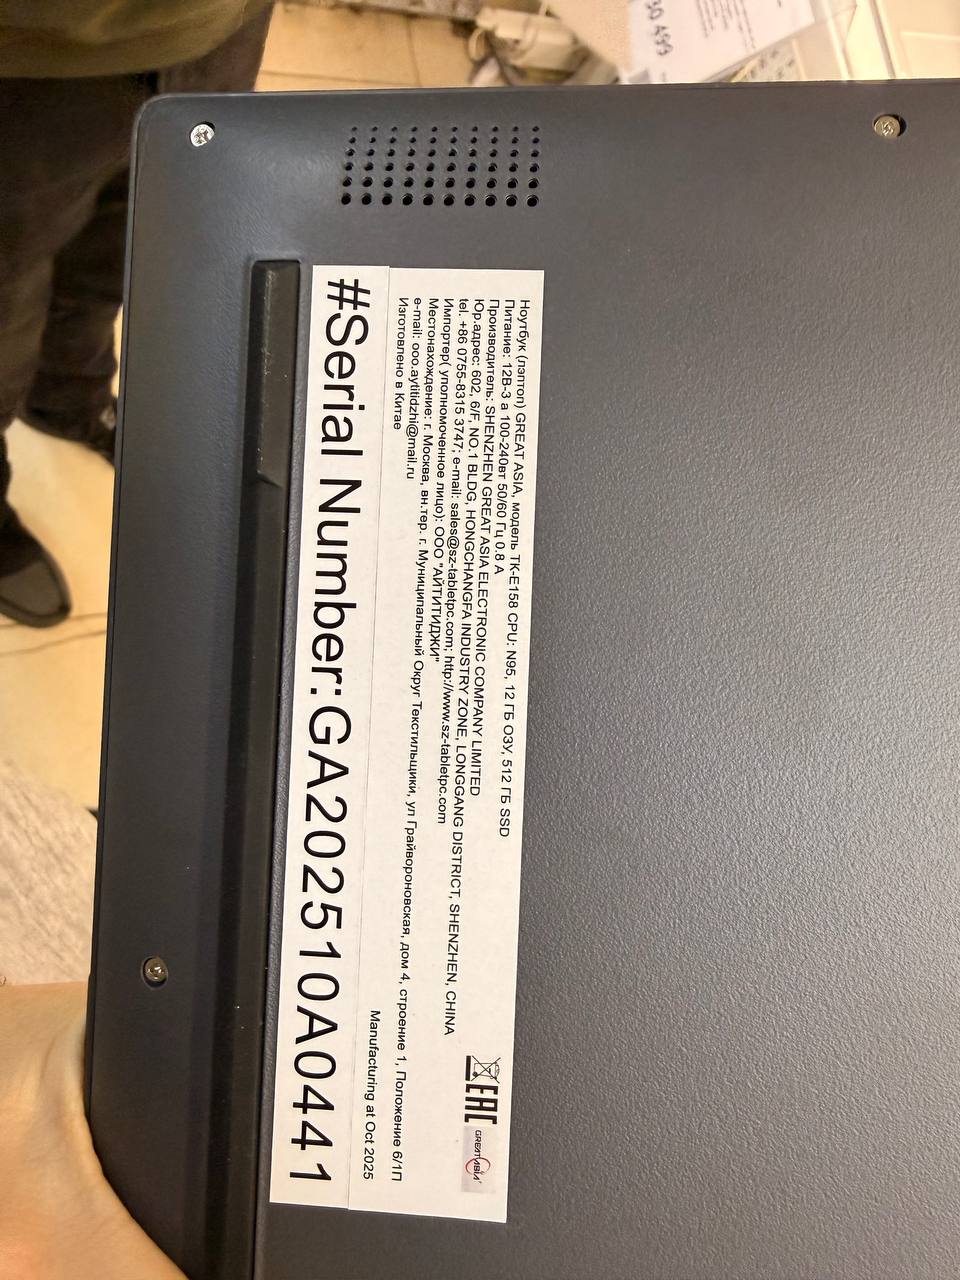 30 499
Ноутбук (лэптоп) GREAT ASIA, модель TK-E158 CPU: N95, 12 ГБ ОЗУ, 512 ГБ SSD
Питание: 12В-3 а 100-240вт 50/60 Гц 0.8 А
Производитель: SHENZHEN GREAT ASIA ELECTRONIC COMPANY LIMITED
Юр.адрес: 602, 6/F, NO.1 BLDG, HONGCHANGFA INDUSTRY ZONE, LONGGANG DISTRICT, SHENZHEN, CHINA
tel. +86 0755-8315 3747; e-mail: sales@sz-tabletpc.com; http://www.sz-tabletpc.com
Импортер( уполномоченное лицо): ООО "АЙТИТИДЖИ"
Местонахождение: г. Москва, вн.тер. г. Муниципальный Округ Текстильщики, ул Грайвороновская, дом 4, строение 1, Положение 6/1П
e-mail: ooo.aytitidzhi@mail.ru
Изготовлено в Китае
EAC
GREAT ASIA
Manufacturing at Oct 2025
#Serial Number:GA202510A0441